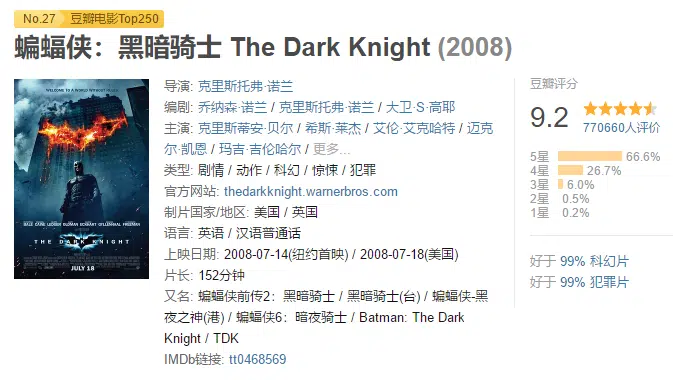 No.27 豆瓣电影Top250
蝙蝠侠：黑暗骑士 The Dark Knight (2008)
WELCOME TO A WORLD WITHOUT RULES.
BALE CAINE LEDGER OLDMAN ECKHART GYLLENHAAL FREEMAN
THE DARK KNIGHT
JULY 18
导演: 克里斯托弗·诺兰
编剧: 乔纳森·诺兰 / 克里斯托弗·诺兰 / 大卫·S·高耶
主演: 克里斯蒂安·贝尔 / 希斯·莱杰 / 艾伦·艾克哈特 / 迈克
尔·凯恩 / 玛吉·吉伦哈尔 / 更多...
类型: 剧情 / 动作 / 科幻 / 惊悚 / 犯罪
官方网站: thedarkknight.warnerbros.com
制片国家/地区: 美国 / 英国
语言: 英语 / 汉语普通话
上映日期: 2008-07-14(纽约首映) / 2008-07-18(美国)
片长: 152分钟
又名: 蝙蝠侠前传2：黑暗骑士 / 黑暗骑士(台) / 蝙蝠侠-黑
夜之神(港) / 蝙蝠侠6：暗夜骑士 / Batman: The Dark
Knight / TDK
IMDb链接: tt0468569
豆瓣评分
9.2
770660人评价
5星 66.6%
4星 26.7%
3星 6.0%
2星 0.5%
1星 0.2%
好于 99% 科幻片
好于 99% 犯罪片